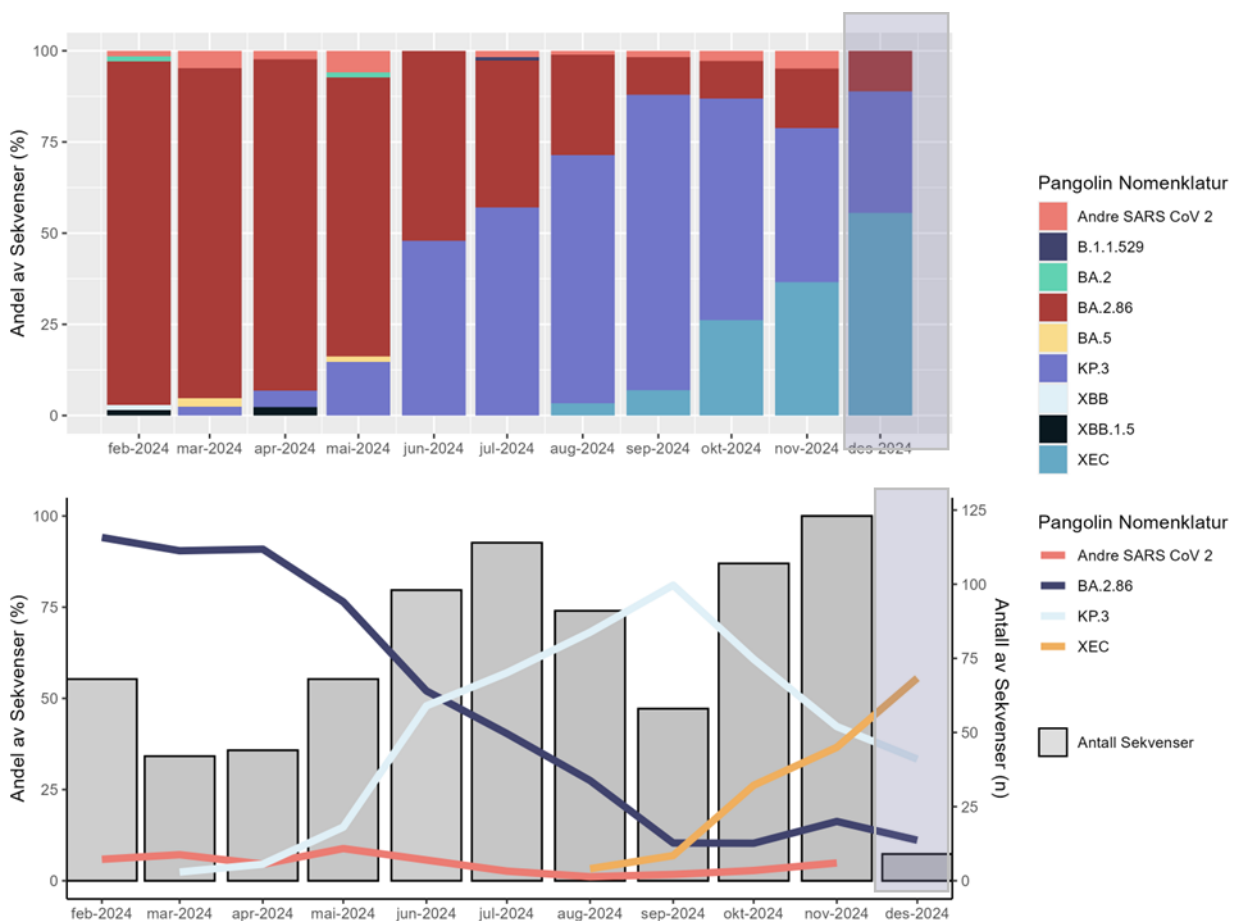 Andel av Sekvenser (%)
100
75
50
25
0
feb-2024 mar-2024 apr-2024 mai-2024 jun-2024 jul-2024 aug-2024 sep-2024 okt-2024 nov-2024 des-2024
Pangolin Nomenklatur
Andre SARS CoV 2
B.1.1.529
BA.2
BA.2.86
BA.5
KP.3
XBB
XBB.1.5
XEC
Andel av Sekvenser (%)
100
75
50
25
0
125
100
75
50
25
0
Antall av Sekvenser (n)
feb-2024 mar-2024 apr-2024 mai-2024 jun-2024 jul-2024 aug-2024 sep-2024 okt-2024 nov-2024 des-2024
Pangolin Nomenklatur
Andre SARS CoV 2
BA.2.86
KP.3
XEC
Antall Sekvenser